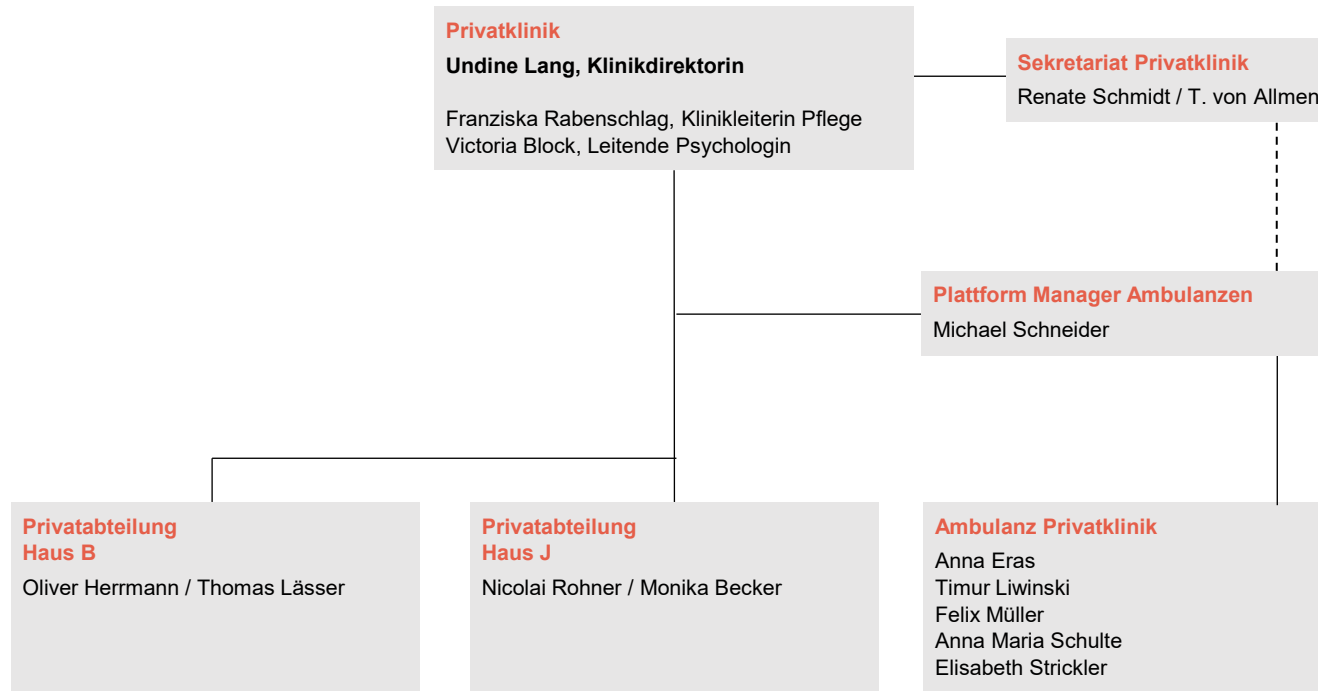 Privatklinik
Undine Lang, Klinikdirektorin
Franziska Rabenschlag, Klinikleiterin Pflege
Victoria Block, Leitende Psychologin
Sekretariat Privatklinik
Renate Schmidt / T. von Allmen
Plattform Manager Ambulanzen
Michael Schneider
Privatabteilung
Haus B
Oliver Herrmann / Thomas Lässer
Privatabteilung
Haus J
Nicolai Rohner / Monika Becker
Ambulanz Privatklinik
Anna Eras
Timur Liwinski
Felix Müller
Anna Maria Schulte
Elisabeth Strickler